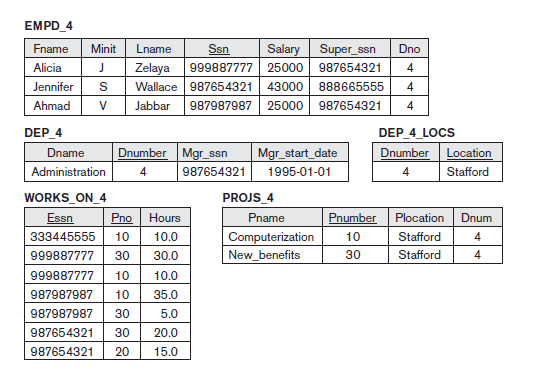 EMPD_4
Fname Minit Lname Ssn Salary Super_ssn Dno
Alicia J Zelaya 999887777 25000 987654321 4
Jennifer S Wallace 987654321 43000 888665555 4
Ahmad V Jabbar 987987987 25000 987654321 4
DEP_4
Dname Dnumber Mgr_ssn Mgr_start_date
Administration 4 987654321 1995-01-01
DEP_4_LOCS
Dnumber Location
4 Stafford
WORKS_ON_4
Essn Pno Hours
333445555 10 10.0
999887777 30 30.0
999887777 10 10.0
987987987 10 35.0
987987987 30 5.0
987654321 30 20.0
987654321 20 15.0
PROJS_4
Pname Pnumber Plocation Dnum
Computerization 10 Stafford 4
New_benefits 30 Stafford 4